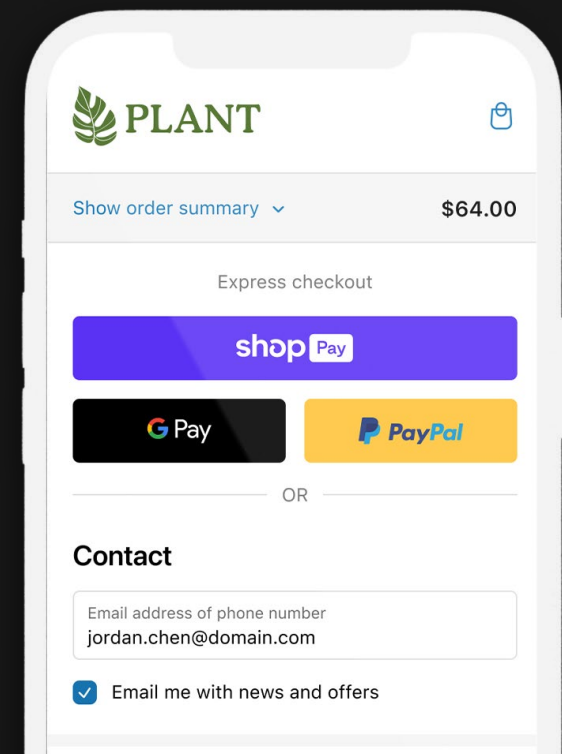 PLANT
Show order summary $64.00
Express checkout
shop Pay
G Pay PayPal
OR
Contact
Email address of phone number
jordan.chen@domain.com
Email me with news and offers